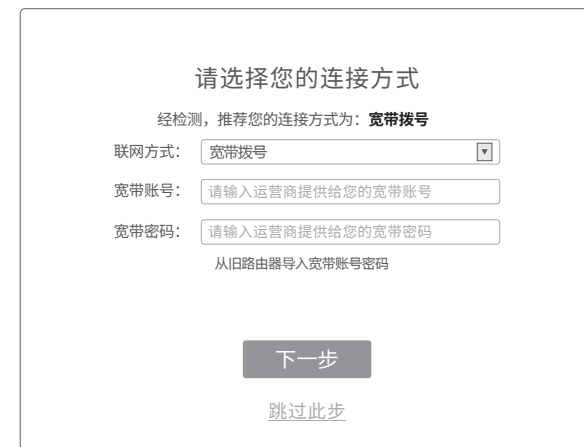 请选择您的连接方式
经检测，推荐您的连接方式为：宽带拨号
联网方式： 宽带拨号
宽带账号： 请输入运营商提供给您的宽带账号
宽带密码： 请输入运营商提供给您的宽带密码
从旧路由器导入宽带账号密码
下一步
跳过此步